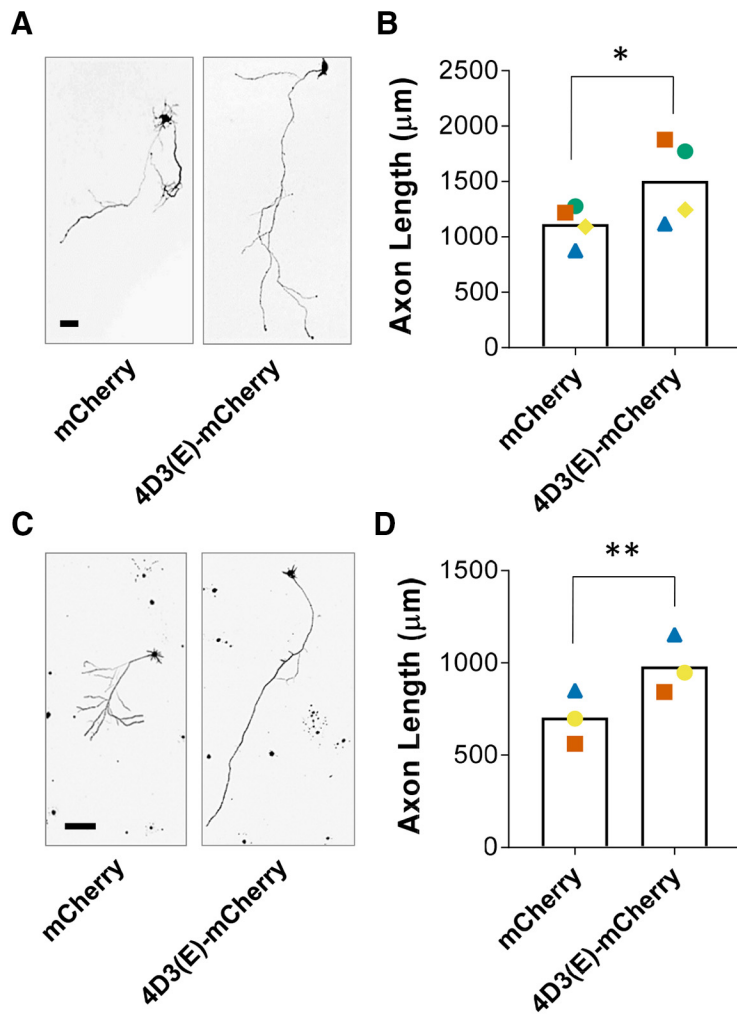 A
mCherry
4D3(E)-mCherry
B
Axon Length (μm)
2500
2000
1500
1000
500
0
*
mCherry
4D3(E)-mCherry
C
mCherry
4D3(E)-mCherry
D
Axon Length (μm)
1500
1000
500
0
**
mCherry
4D3(E)-mCherry